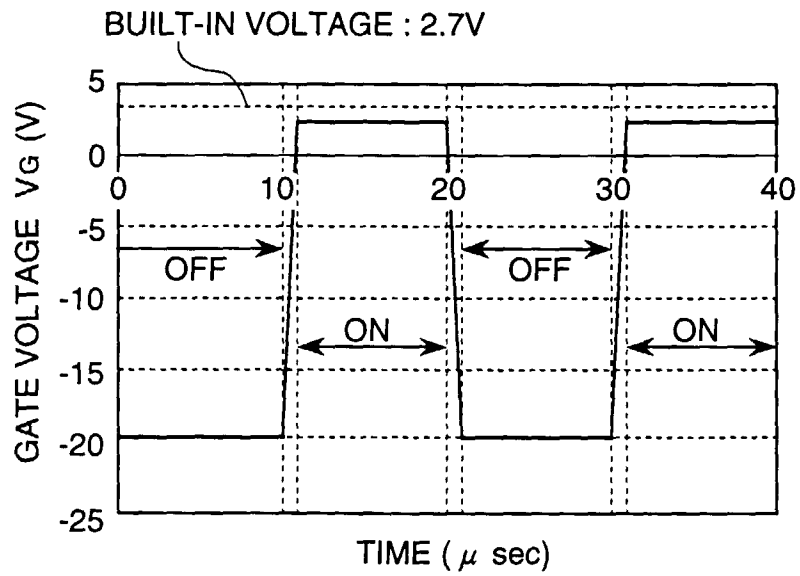 BUILT-IN VOLTAGE : 2.7V
GATE VOLTAGE VG (V)
5
0
-5
-10
-15
-20
-25
0 10 20 30 40
OFF OFF
ON ON
TIME ( μ sec)